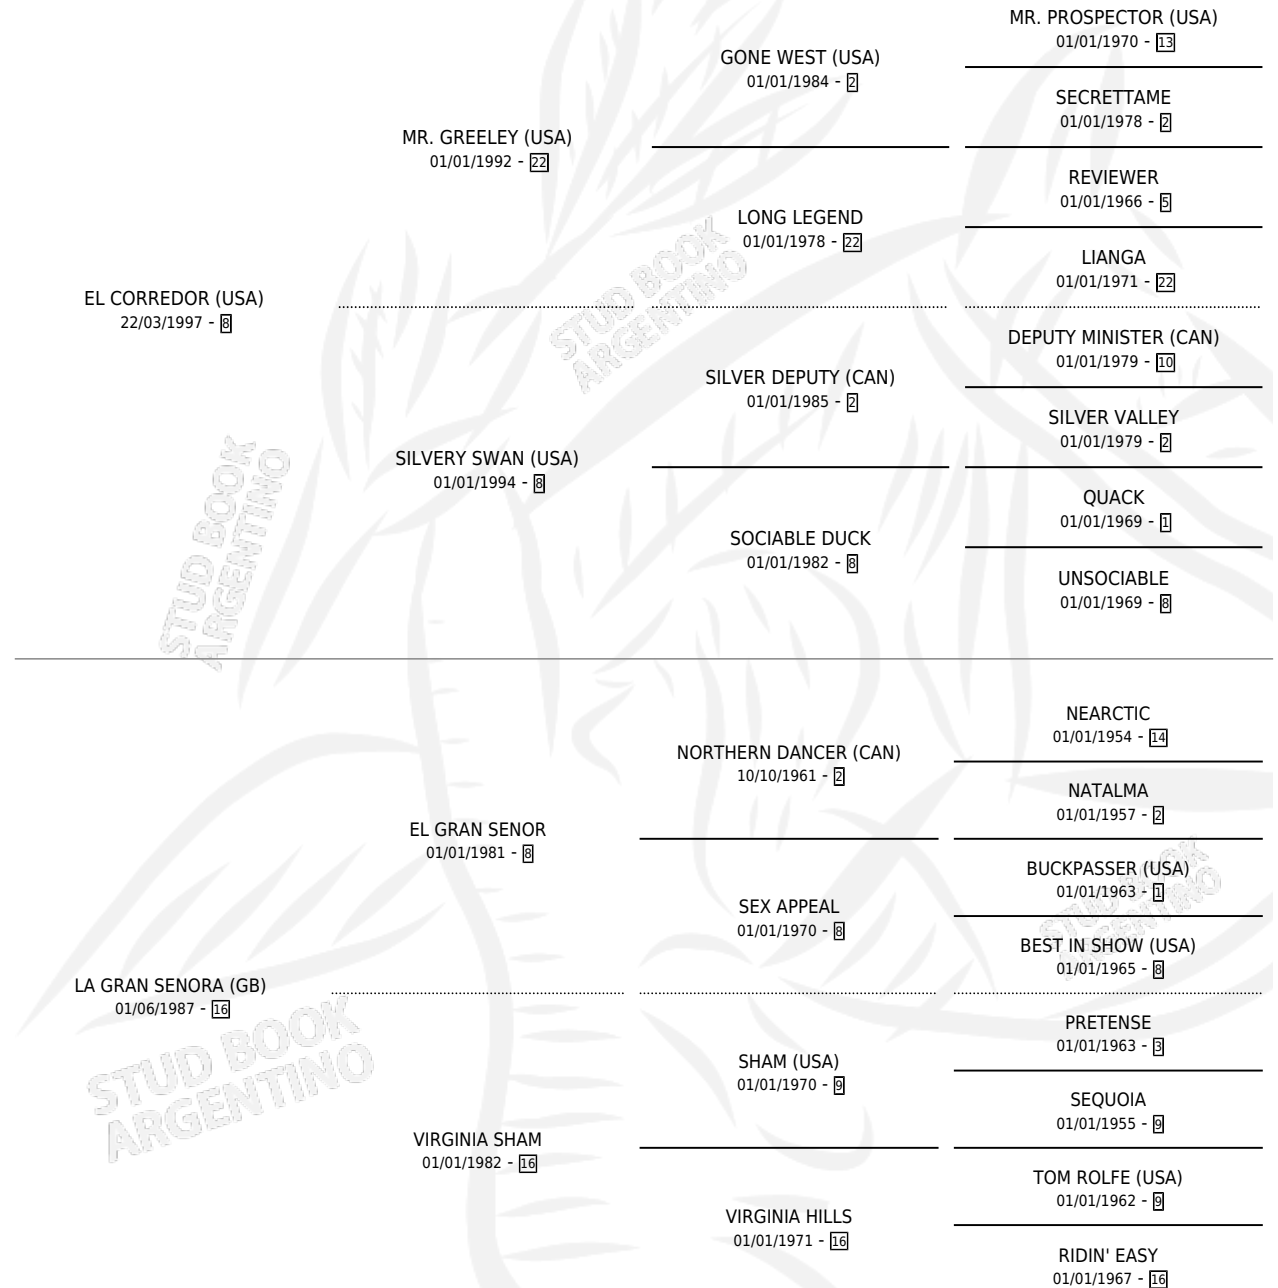 MR. PROSPECTOR (USA)
01/01/1970 - 13
GONE WEST (USA)
01/01/1984 - 2
SECRETTAME
01/01/1978 - 2
MR. GREELEY (USA)
01/01/1992 - 22
REVIEWER
01/01/1966 - 5
LONG LEGEND
01/01/1978 - 22
LIANGA
01/01/1971 - 22
EL CORREDOR (USA)
22/03/1997 - 8
STUD BOOK
ARGENTINO
DEPUTY MINISTER (CAN)
01/01/1979 - 10
SILVER DEPUTY (CAN)
01/01/1985 - 2
SILVER VALLEY
01/01/1979 - 2
SILVERY SWAN (USA)
01/01/1994 - 8
QUACK
01/01/1969 - 1
SOCIABLE DUCK
01/01/1982 - 8
UNSOCIABLE
01/01/1969 - 8
STUD BOOK
ARGENTINO
NEARCTIC
01/01/1954 - 14
NORTHERN DANCER (CAN)
10/10/1961 - 2
NATALMA
01/01/1957 - 2
EL GRAN SENOR
01/01/1981 - 8
BUCKPASSER (USA)
01/01/1963 - 1
SEX APPEAL
01/01/1970 - 8
STUD BOOK
ARGENTINO
BEST IN SHOW (USA)
01/01/1965 - 8
LA GRAN SENORA (GB)
01/06/1987 - 16
STUD BOOK
ARGENTINO
PRETENSE
01/01/1963 - 3
SHAM (USA)
01/01/1970 - 9
SEQUOIA
01/01/1955 - 9
VIRGINIA SHAM
01/01/1982 - 16
TOM ROLFE (USA)
01/01/1962 - 9
VIRGINIA HILLS
01/01/1971 - 16
RIDIN' EASY
01/01/1967 - 16